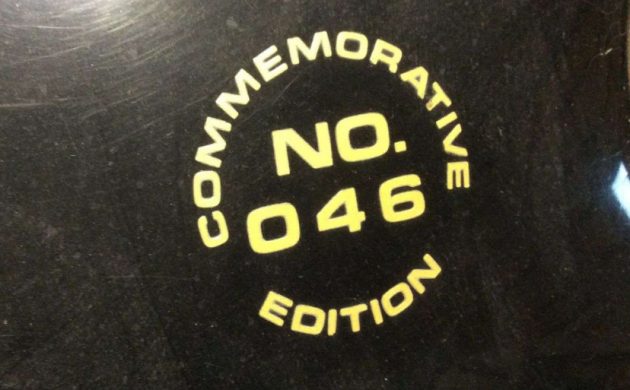 COMMEMORATIVE
NO.
046
EDITION